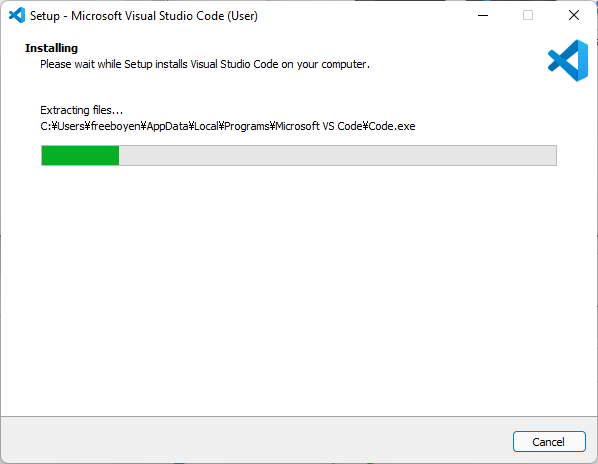 Setup - Microsoft Visual Studio Code (User)
Installing
Please wait while Setup installs Visual Studio Code on your computer.
Extracting files...
C:¥Users¥freeboyen¥AppData¥Local¥Programs¥Microsoft VS Code¥Code.exe
Cancel